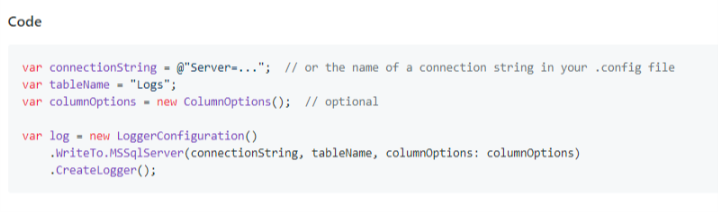 Code
var connectionString = @"Server=...";  // or the name of a connection string in your .config file
var tableName = "Logs";
var columnOptions = new ColumnOptions();  // optional
var log = new LoggerConfiguration()
    .WriteTo.MSSqlServer(connectionString, tableName, columnOptions: columnOptions)
    .CreateLogger();